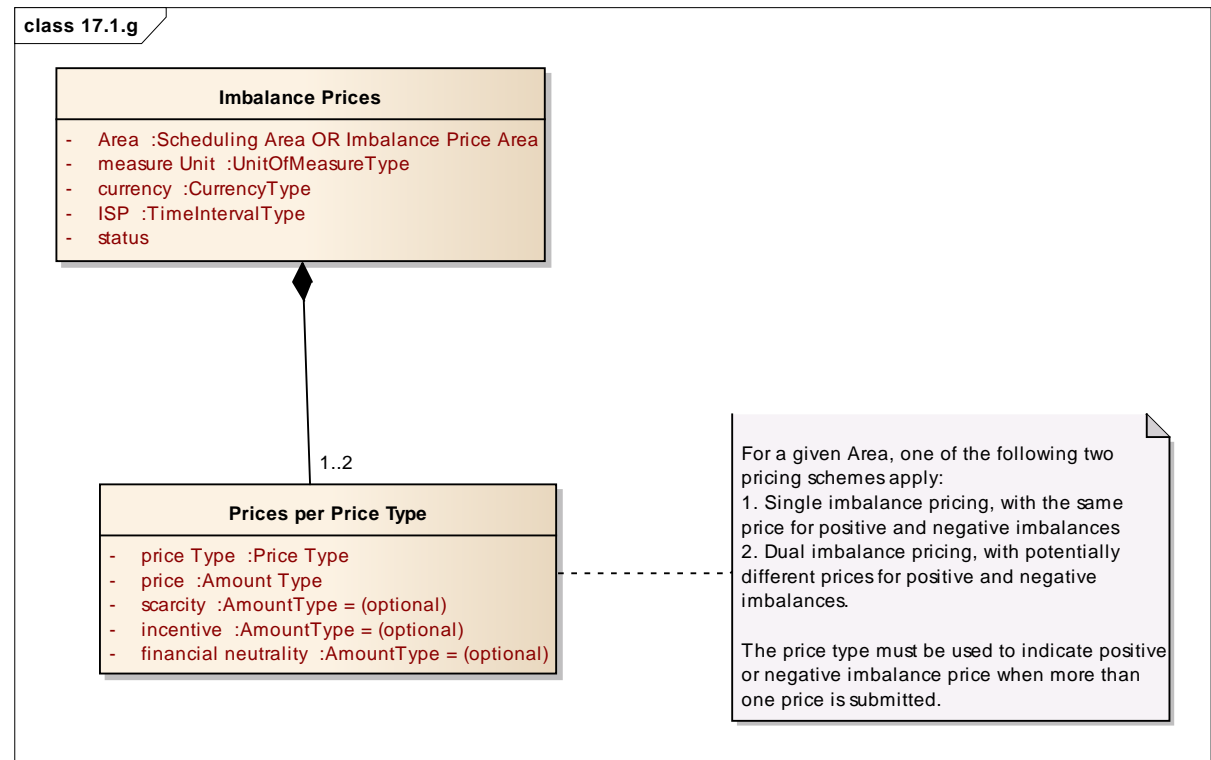 class 17.1.g
Imbalance Prices
- Area :Scheduling Area OR Imbalance Price Area
- measure Unit :UnitOfMeasureType
- currency :CurrencyType
- ISP :TimeIntervalType
- status
1..2
Prices per Price Type
- price Type :Price Type
- price :Amount Type
- scarcity :AmountType = (optional)
- incentive :AmountType = (optional)
- financial neutrality :AmountType = (optional)
For a given Area, one of the following two
pricing schemes apply:
1. Single imbalance pricing, with the same
price for positive and negative imbalances
2. Dual imbalance pricing, with potentially
different prices for positive and negative
imbalances.
The price type must be used to indicate positive
or negative imbalance price when more than
one price is submitted.